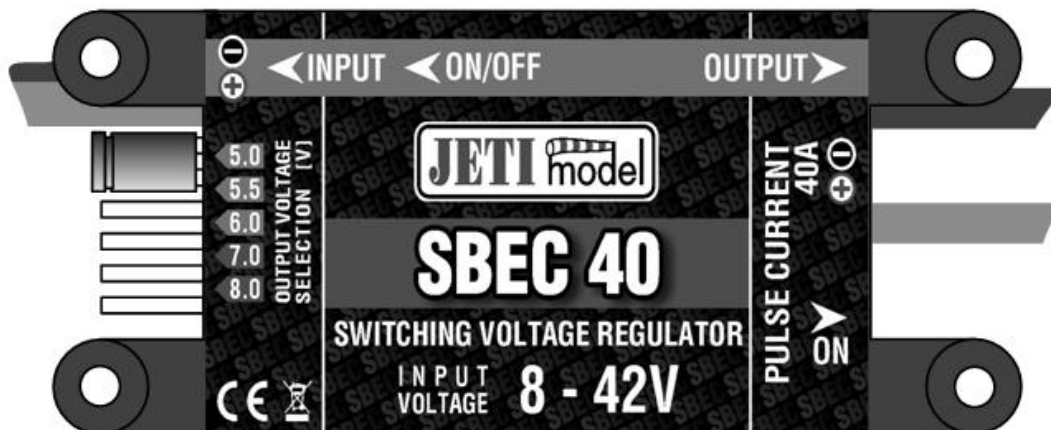 INPUT
ON/OFF
OUTPUT
5.0
5.5
6.0
7.0
8.0
OUTPUT VOLTAGE
SELECTION [V]
JETI model
SBEC 40
SWITCHING VOLTAGE REGULATOR
INPUT
VOLTAGE
8 - 42V
CE
PULSE CURRENT
40A
ON